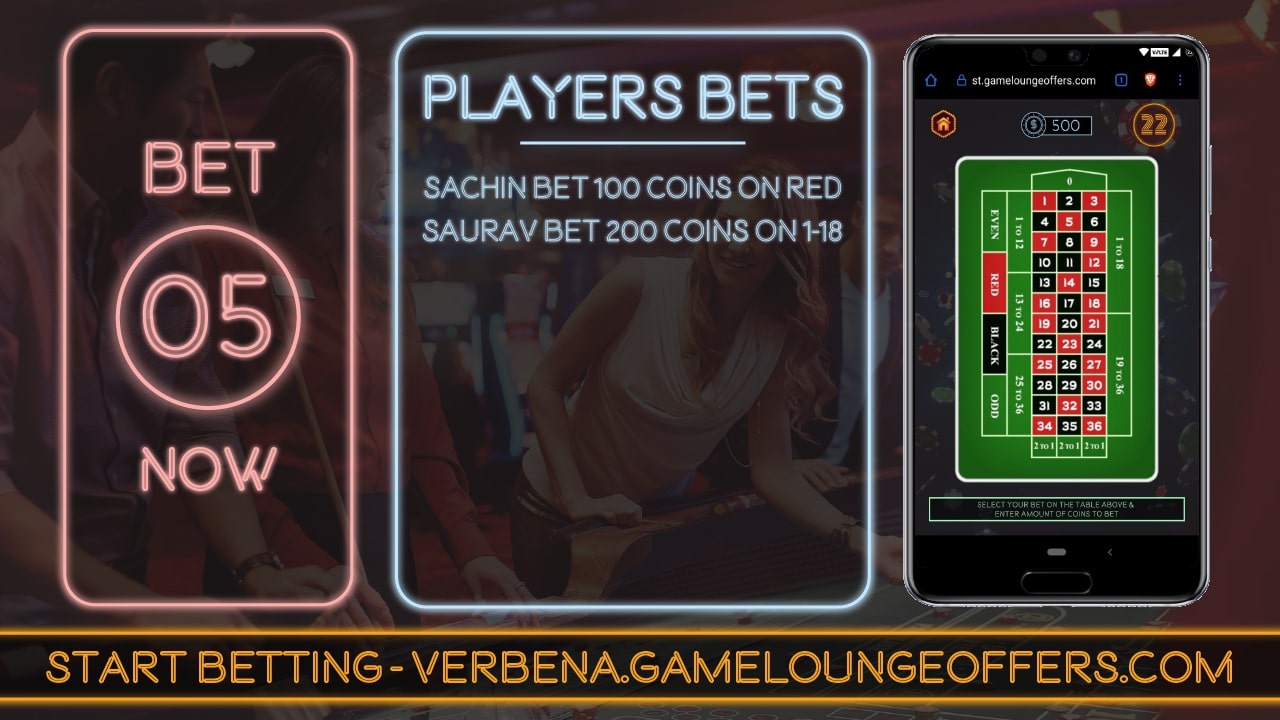 BET
05
NOW
PLAYERS BETS
SACHIN BET 100 COINS ON RED
SAURAV BET 200 COINS ON 1-18
st.gameloungeoffers.com
1
$ 500
22
0
1 2 3
4 5 6
7 8 9
10 11 12
13 14 15
16 17 18
19 20 21
22 23 24
25 26 27
28 29 30
31 32 33
34 35 36
2 TO 1 2 TO 1 2 TO 1
EVEN
RED
BLACK
ODD
1 TO 12
13 TO 24
25 TO 36
1 TO 18
19 TO 36
SELECT YOUR BET ON THE TABLE ABOVE &
ENTER AMOUNT OF COINS TO BET
START BETTING - VERBENA.GAMELOUNGEOFFERS.COM